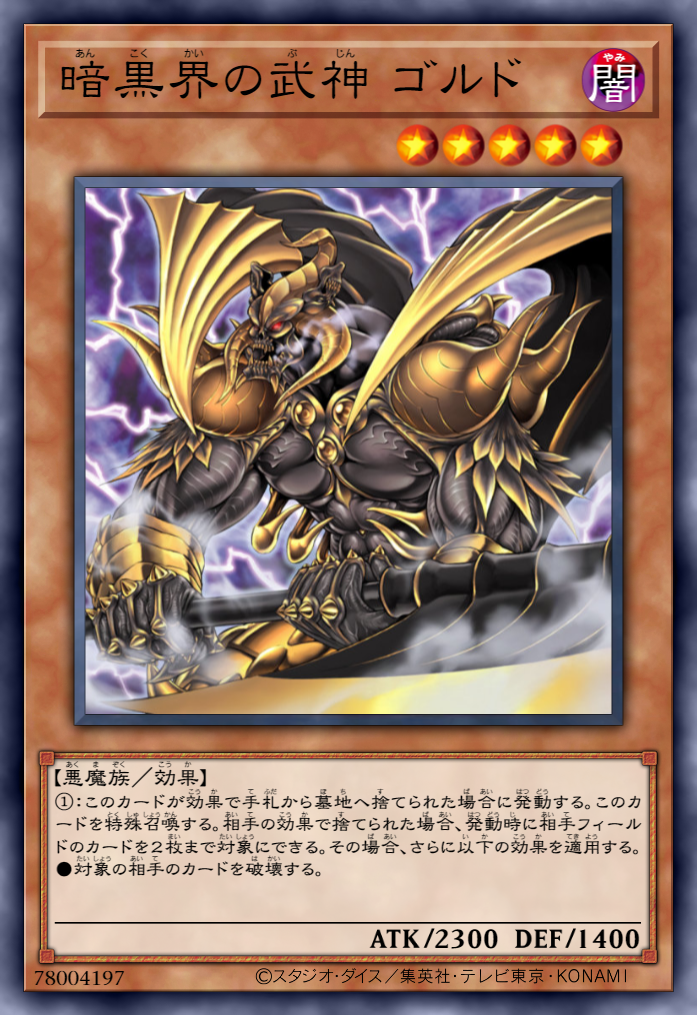 暗黒界の武神 ゴルド
闇
【悪魔族／効果】
①：このカードが効果で手札から墓地へ捨てられた場合に発動する。このカ
ードを特殊召喚する。相手の効果で捨てられた場合、発動時に相手フィール
ドのカードを２枚まで対象にできる。その場合、さらに以下の効果を適用する。
●対象の相手のカードを破壊する。
ATK/2300 DEF/1400
78004197 ©スタジオ・ダイス／集英社・テレビ東京・KONAMI